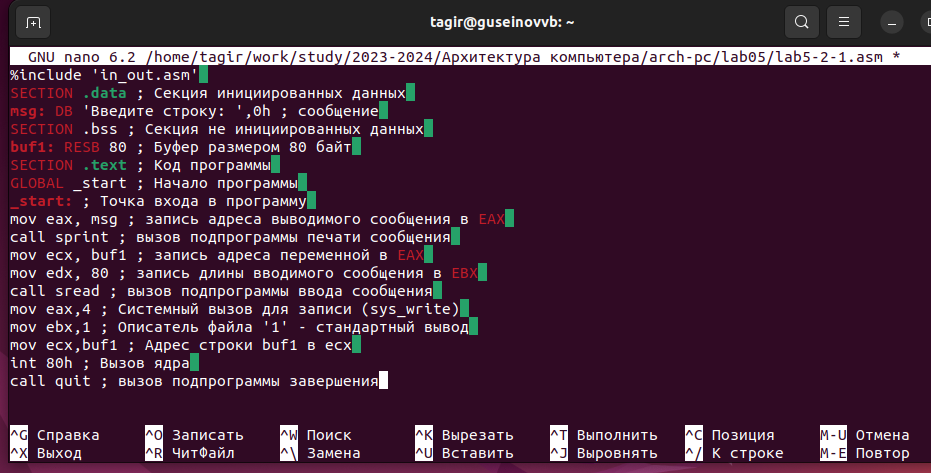 tagir@guseinovvb: ~
GNU nano 6.2 /home/tagir/work/study/2023-2024/Архитектура компьютера/arch-pc/lab05/lab5-2-1.asm *
%include 'in_out.asm'
SECTION .data ; Секция инициированных данных
msg: DB 'Введите строку: ',0h ; сообщение
SECTION .bss ; Секция не инициированных данных
buf1: RESB 80 ; Буфер размером 80 байт
SECTION .text ; Код программы
GLOBAL _start ; Начало программы
_start: ; Точка входа в программу
mov eax, msg ; запись адреса выводимого сообщения в EAX
call sprint ; вызов подпрограммы печати сообщения
mov ecx, buf1 ; запись адреса переменной в EAX
mov edx, 80 ; запись длины вводимого сообщения в EBX
call sread ; вызов подпрограммы ввода сообщения
mov eax,4 ; Системный вызов для записи (sys_write)
mov ebx,1 ; Описатель файла '1' - стандартный вывод
mov ecx,buf1 ; Адрес строки buf1 в ecx
int 80h ; Вызов ядра
call quit ; вызов подпрограммы завершения
^G Справка ^O Записать ^W Поиск ^K Вырезать ^T Выполнить ^C Позиция M-U Отмена
^X Выход ^R ЧитФайл ^\ Замена ^U Вставить ^J Выровнять ^/ К строке M-E Повтор